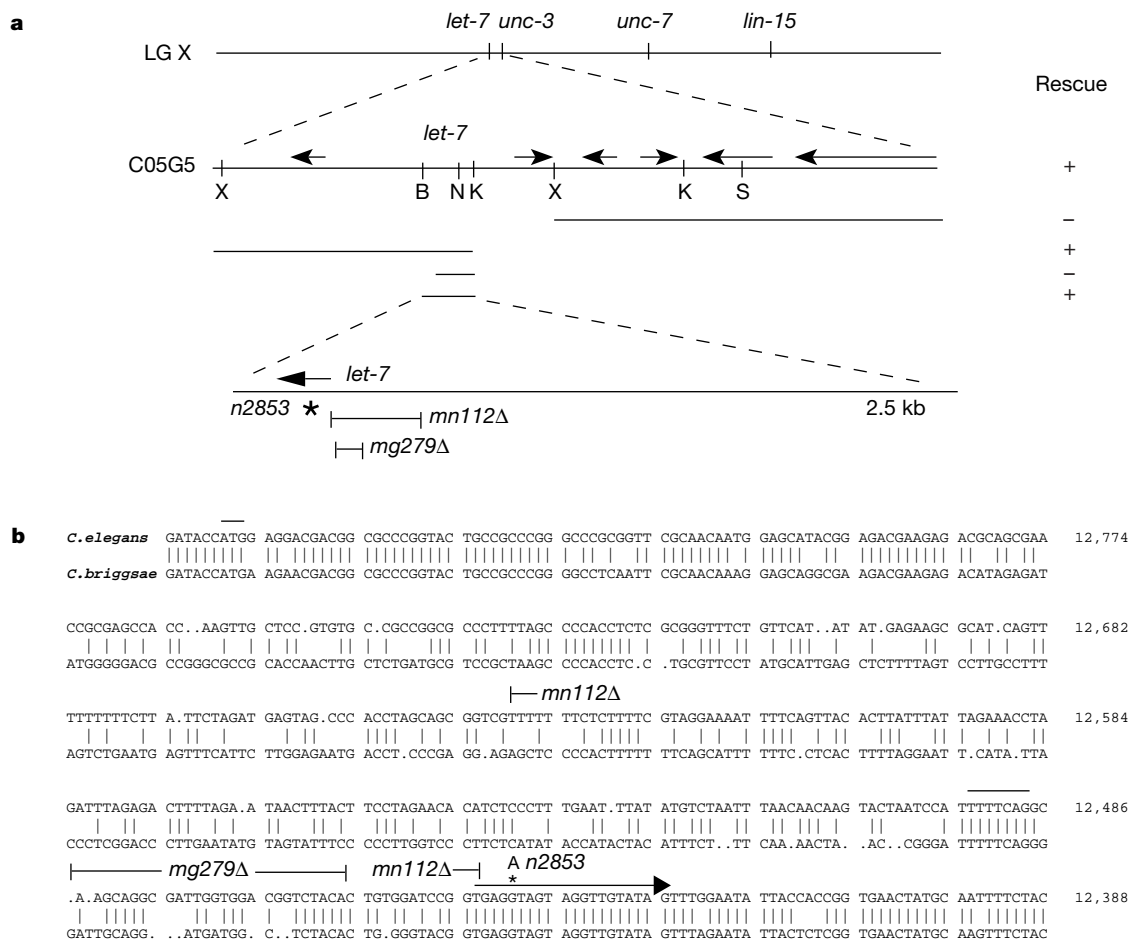 a
let-7 unc-3 unc-7 lin-15
LG X
Rescue
let-7
C05G5 +
X B N K X K S
–
+
–
+
let-7
n2853 * 2.5 kb
mn112Δ
mg279Δ
b
C.elegans GATACCATGG AGGACGACGG CGCCCGGTAC TGCCGCCCGG GCCCGCGGTT CGCAACAATG GAGCATACGG AGACGAAGAG ACGCAGCGAA 12,774
C.briggsae GATACCATGA AGAACGACGG CGCCCGGTAC TGCCGCCCGG GCCTCAATT CGCAACAAAG GAGCAGGCGA AGACGAAGAG ACATAGAGAT
CCGCGAGCCA CC..AAGTTG CTCC.GTGTGC C.CGCCGGCG CCCTTTTAGC CCCACCTCTC GCGGGTTTCT GTTCAT..AT AT.GAGAAGC GCAT.CAGTT 12,682
ATGGGGGACG CCGGGCGCCG CACCAACTTG CTCTGATGCG TCCGCTAAGC CCCACCTC.C .TGCGTTCCT ATGCATTGAG CTCTTTTAGT CCTTGCCTTT
mn112Δ
TTTTTTTCTTA A.TTCTAGAT GAGTAG.CCC ACCTAGCAGC GGTCGTTTTT TTCTCTTTTC GTAGGAAAAT TTTCAGTTAC ACTTATTTAT TAGAAACCTA 12,584
AGTCTGAATG AGTTTCATTC TTGGAGAATG ACCT.CCCGA GG.AGAGCTC CCCACTTTTT TTCAGCATTT TTTTC.CTCAC TTTTAGGAAT T.CATA.TTA
GATTTAGAGA CTTTTAGA.A TAACTTTACT TCCTAGAACA CATCTCCCTT TGAAT.TTAT ATGTCTAATT TAACAACAAG TACTAATCCA TTTTTCAGGC 12,486
CCCTCGGACC CTTGAATATG TAGTATTTCC CCCTTGGTCC CTTCTCATAT ACCATACTAC ATTTCT..TTC CAA.AACTA. .AC..CGGGA TTTTTCAGGG
mg279Δ mn112Δ A n2853
*
.A.AGCAGGC GATTGGTGGA CGGTCTACAC TGTGGATCCGG TGAGGTAGT AGGTTGTATA GTTTGGAATA TTACCACCGG TGAACTATGC AATTTTCTAC 12,388
GATTGCAGG. ..ATGATGG C..TCTACAC TG.GGGTACG GTGAGGTAGT AGGTTGTATA GTTTAGAATA TTACTCTCGG TGAACTATGC AAGTTTCTAC